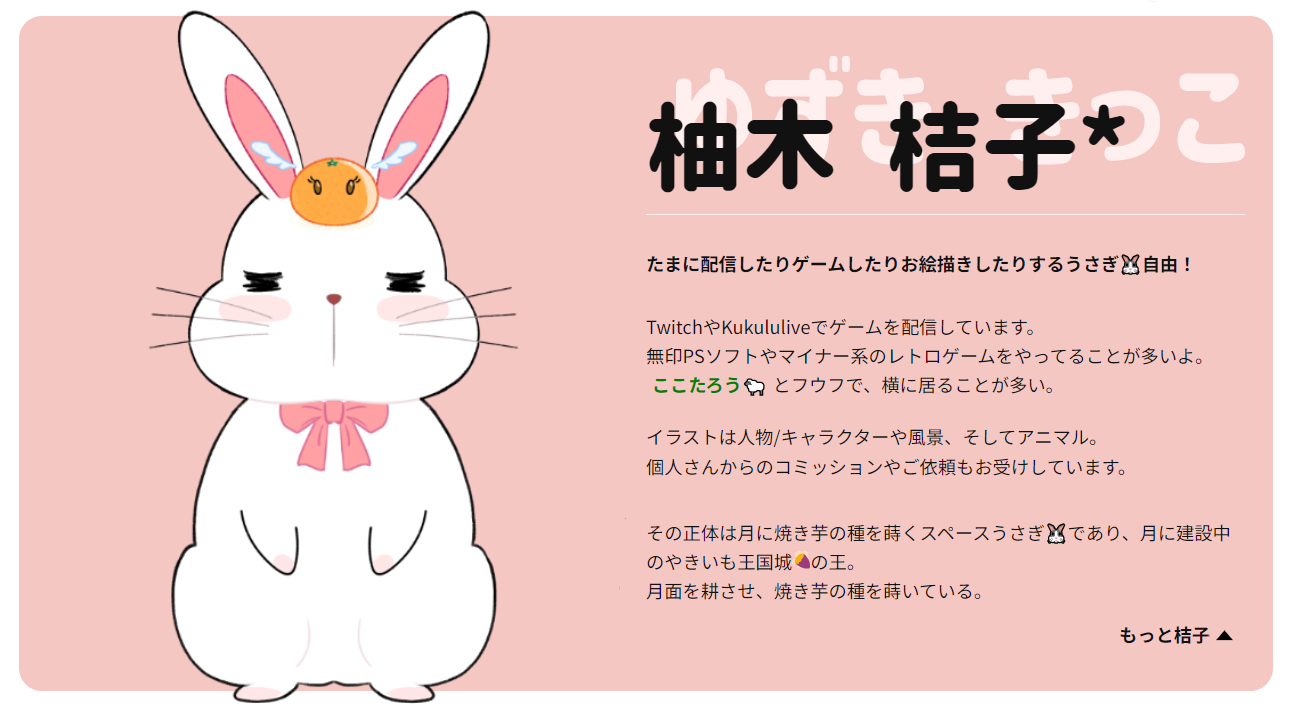 ゆずき きっこ
柚木 桔子*
たまに配信したりゲームしたりお絵描きしたりするうさぎ🐰自由！
TwitchやKukululiveでゲームを配信しています。
無印PSソフトやマイナー系のレトロゲームをやってることが多いよ。
ここたろう🐑 とフウフで、横に居ることが多い。
イラストは人物/キャラクターや風景、そしてアニマル。
個人さんからのコミッションやご依頼もお受けしています。
その正体は月に焼き芋の種を蒔くスペースうさぎ🐰であり、月に建設中
のやきいも王国城🍠の王。
月面を耕させ、焼き芋の種を蒔いている。
もっと桔子 ▲